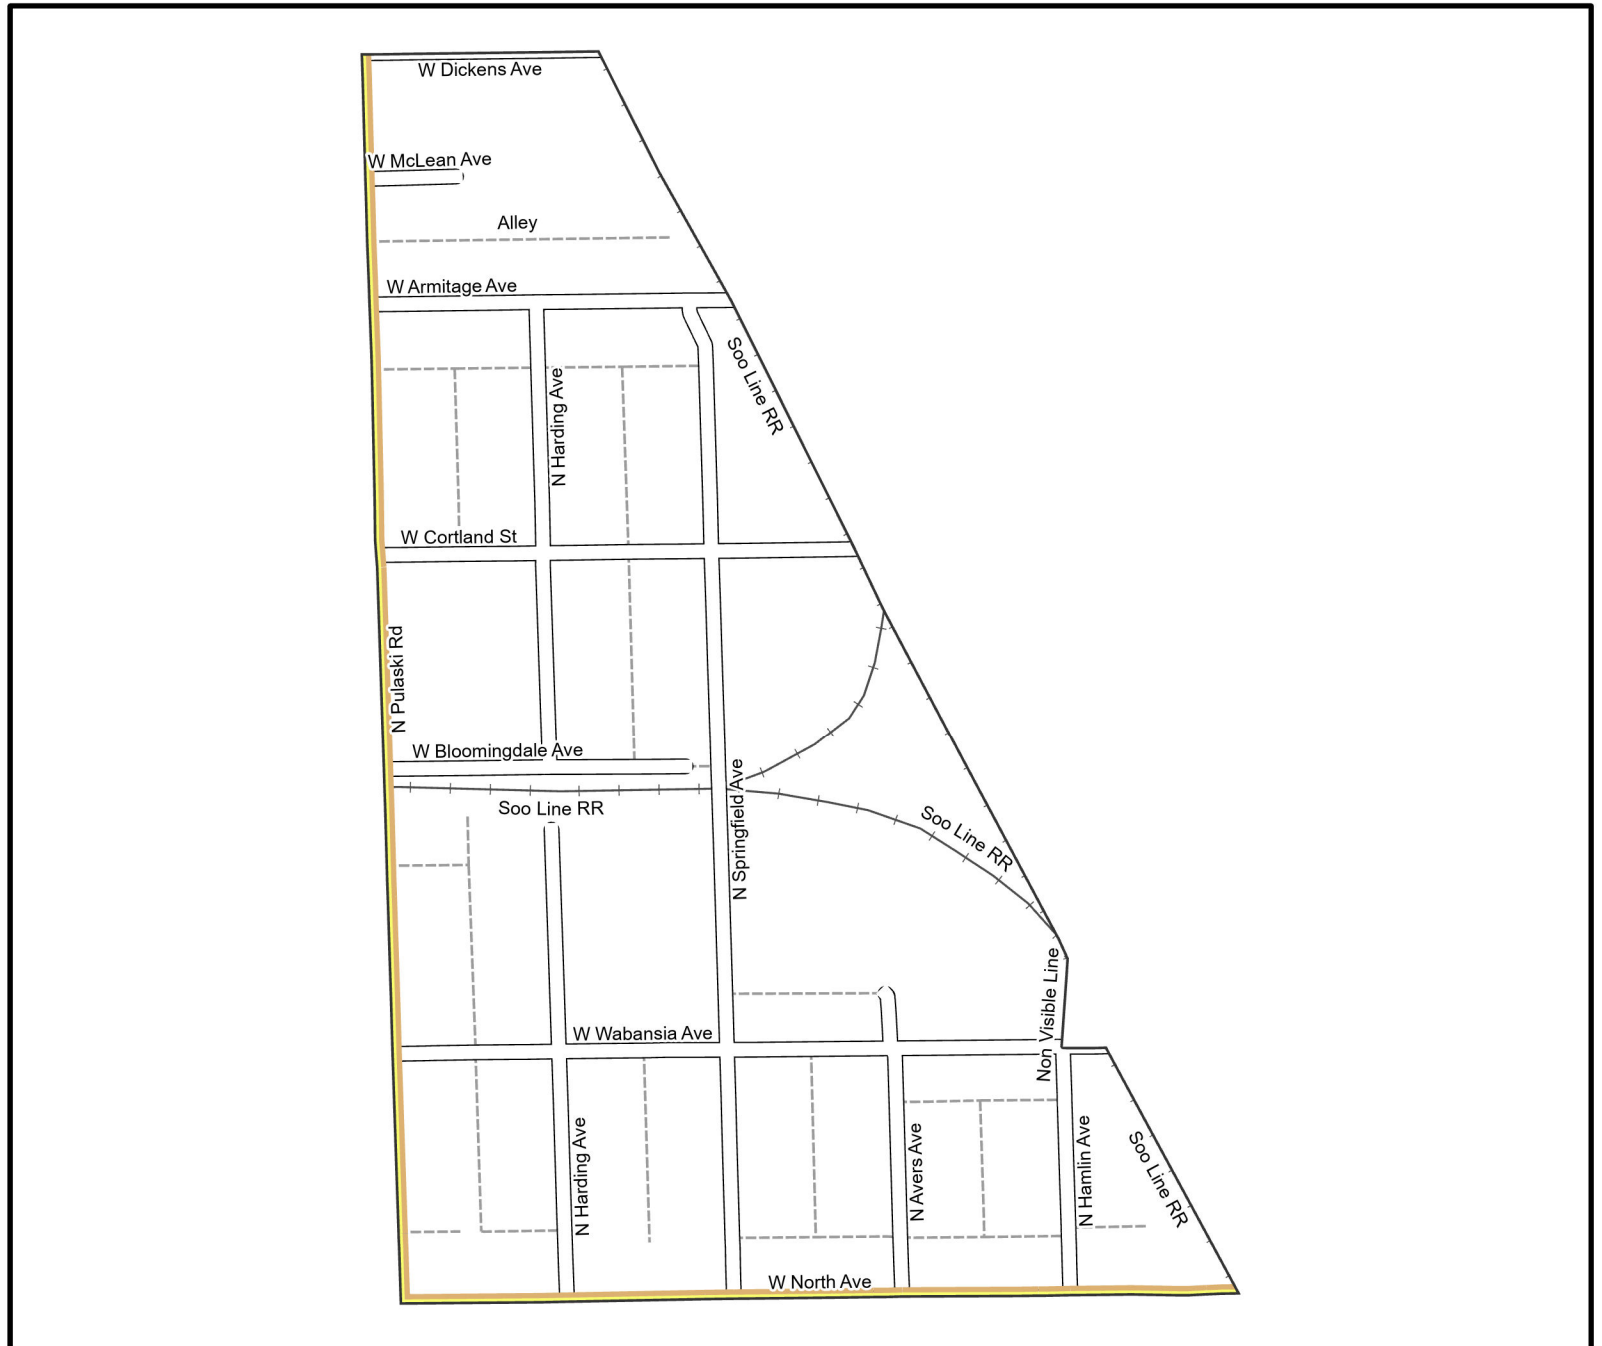 W Dickens Ave
W McLean Ave
Alley
W Armitage Ave
Soo Line RR
N Harding Ave
W Cortland St
N Pulaski Rd
W Bloomingdale Ave
Soo Line RR
N Springfield Ave
Soo Line RR
Non Visible Line
W Wabansia Ave
N Harding Ave
N Avers Ave
N Hamlin Ave
Soo Line RR
W North Ave